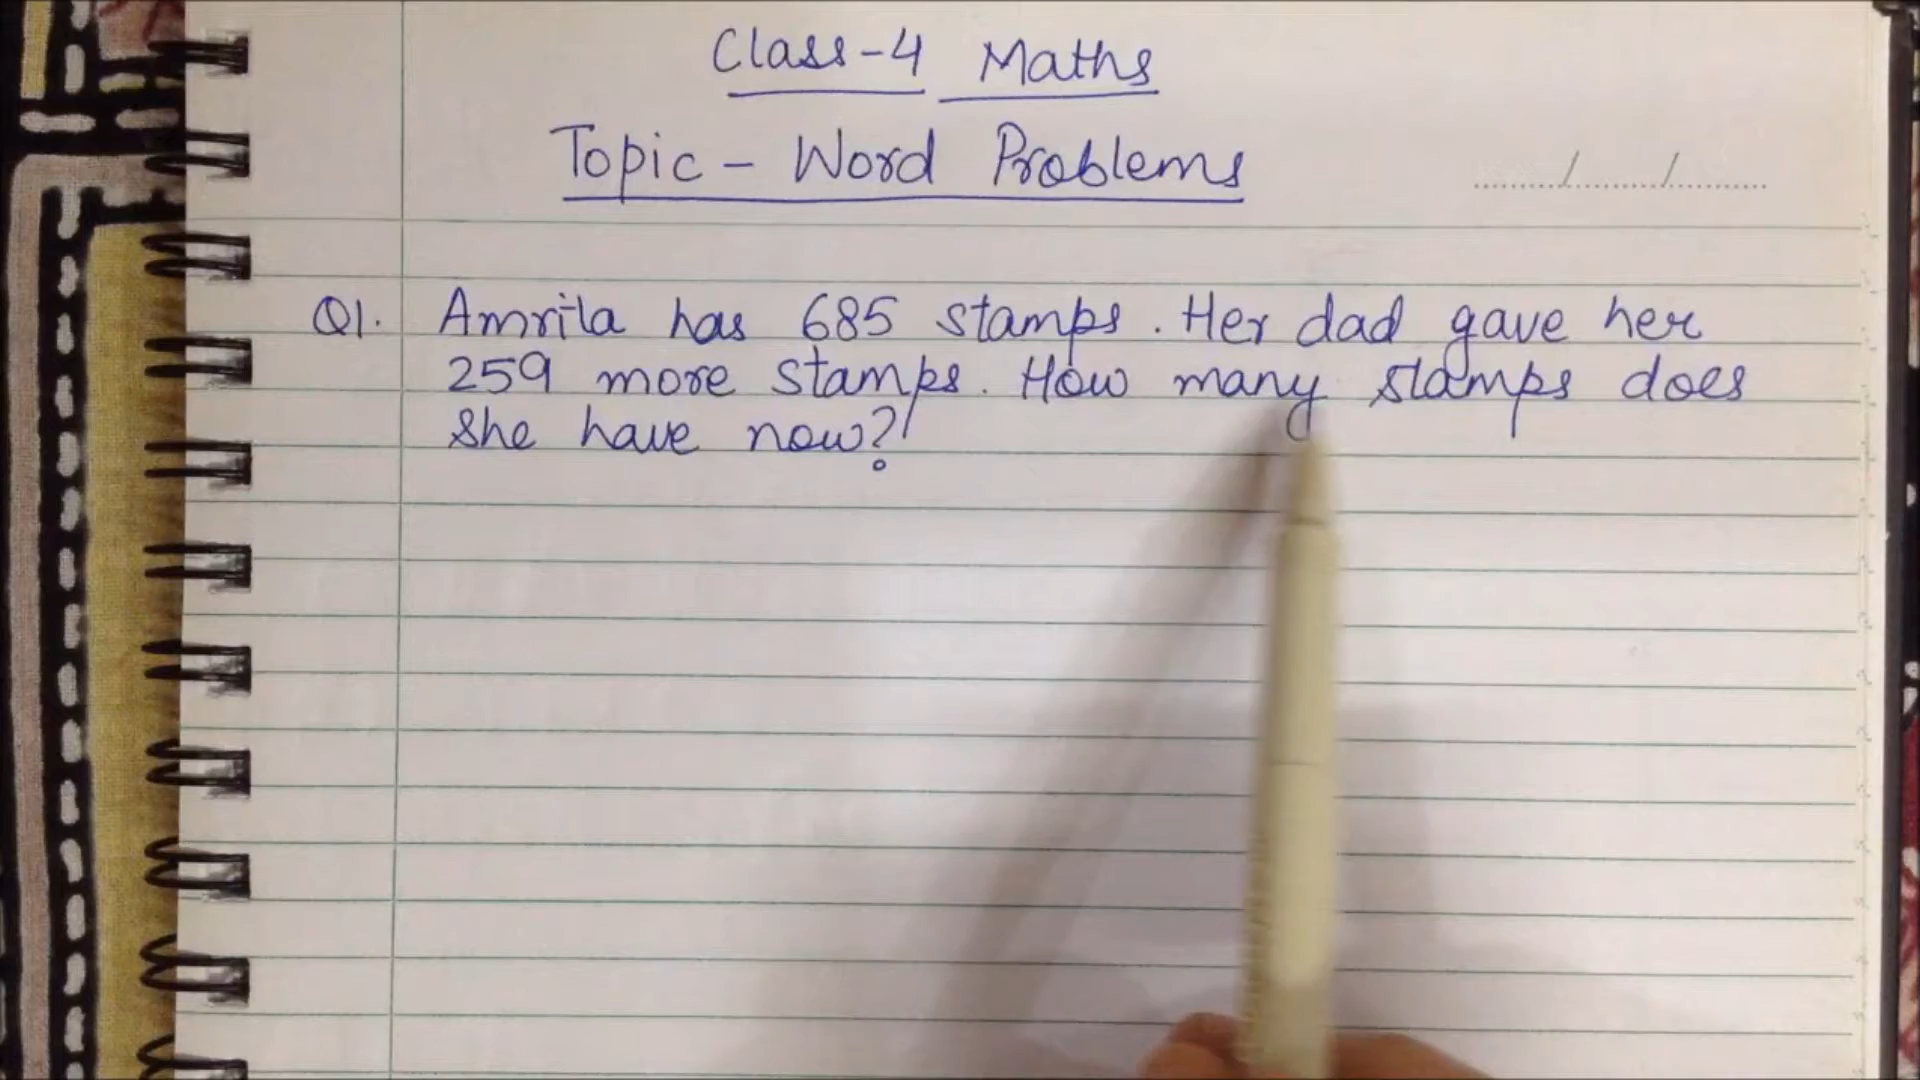 Class-4 Maths
Topic - Word Problems
Q1. Amrita has 685 stamps. Her dad gave her
259 more stamps. How many stamps does
she have now?